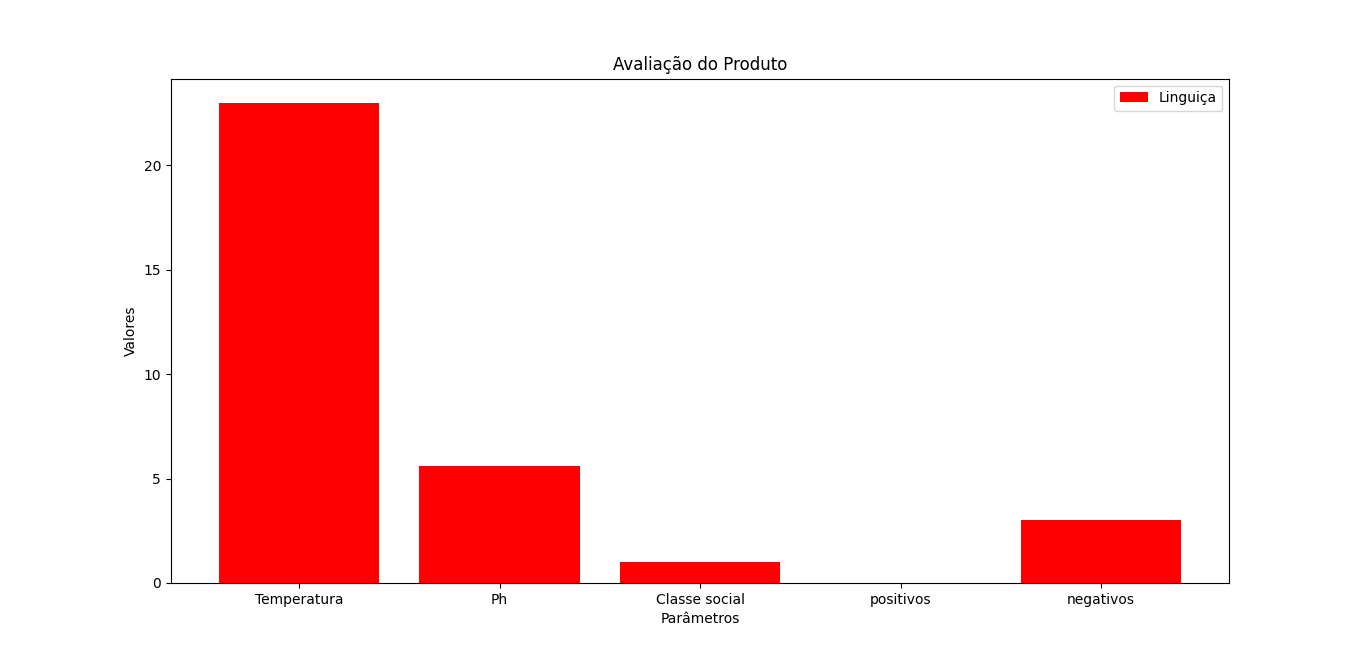 Avaliação do Produto
Linguiça
20
15
10
5
0
Valores
Temperatura Ph Classe social positivos negativos
Parâmetros